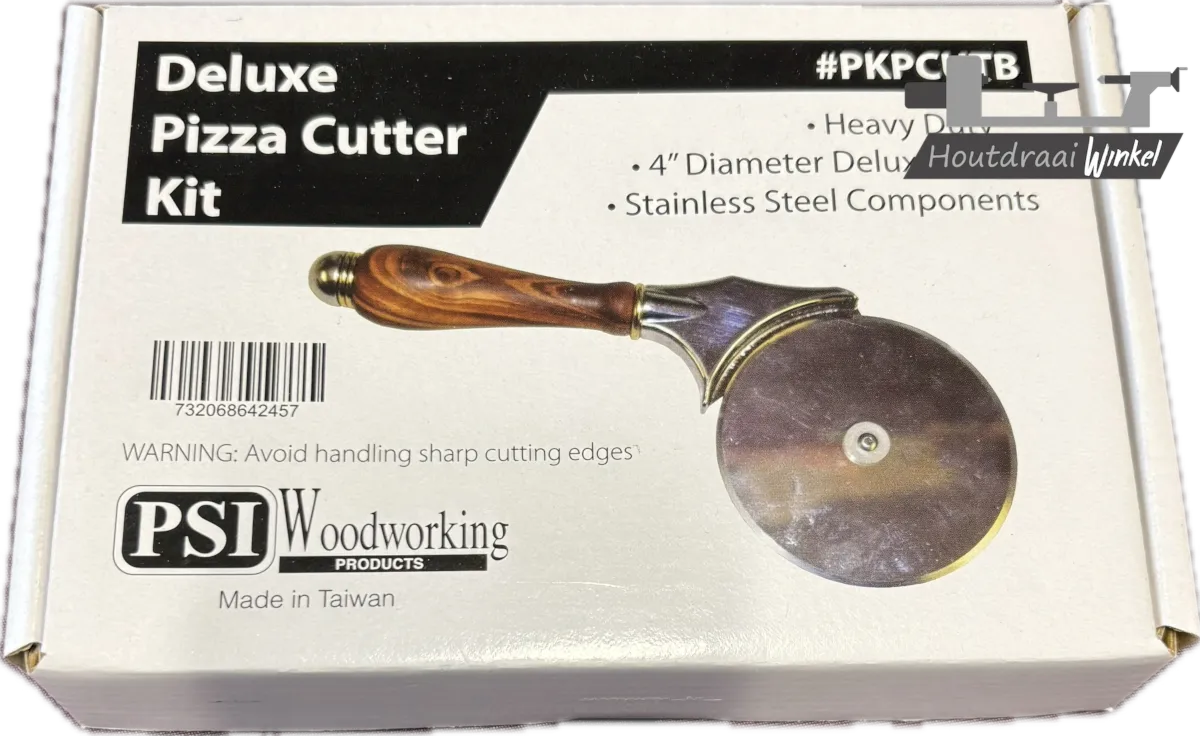 Deluxe
Pizza Cutter
Kit
• Heavy Duty
• 4" Diameter
• Stainless Steel Components
Houtdraai Winkel
732068642457
WARNING: Avoid handling sharp cutting edges
PSI Woodworking
PRODUCTS
Made in Taiwan